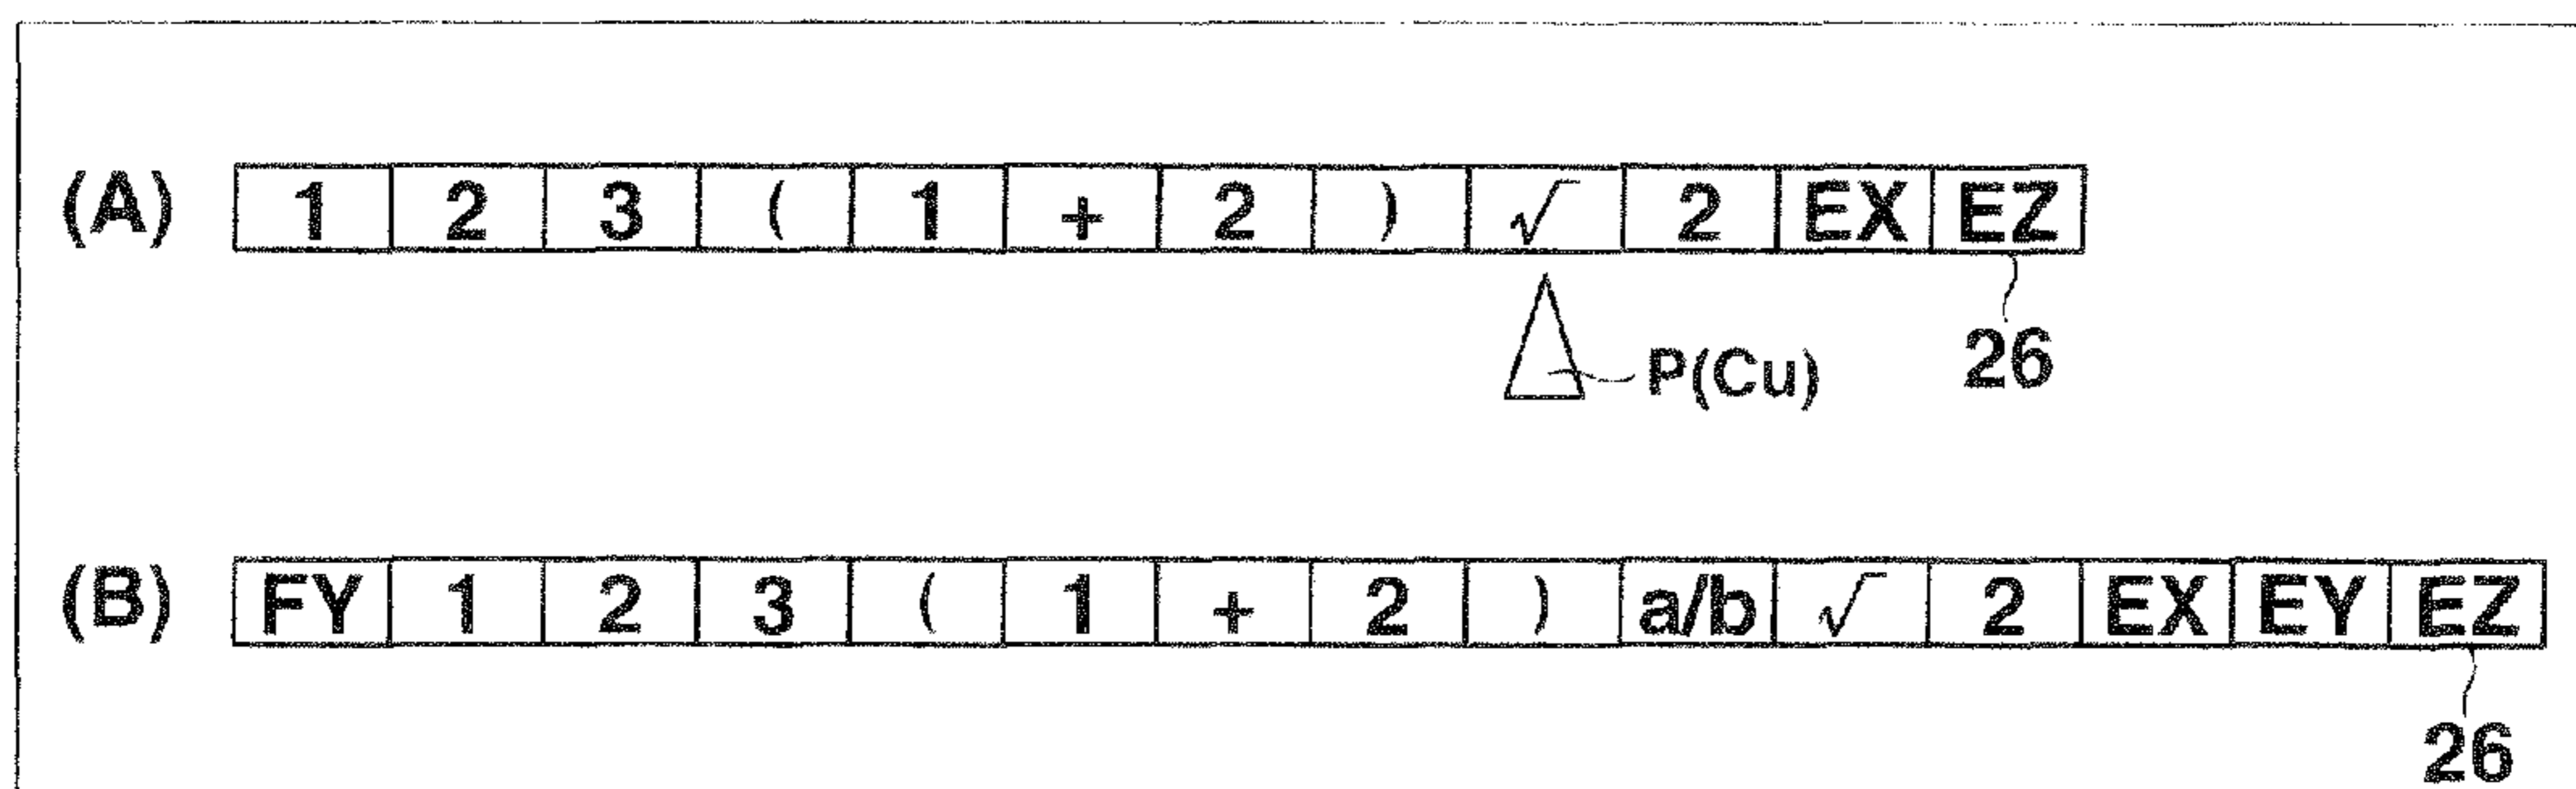 (A) 1 2 3 ( 1 + 2 ) √ 2 EX EZ
P(Cu) 26
(B) FY 1 2 3 ( 1 + 2 ) a/b √ 2 EX EY EZ
26